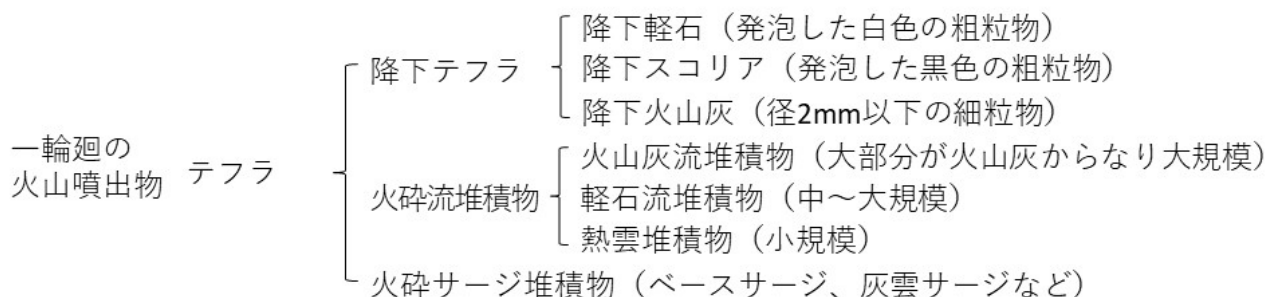 降下軽石（発泡した白色の粗粒物）
降下テフラ
降下スコリア（発泡した黒色の粗粒物）
降下火山灰（径2mm以下の細粒物）
一輪廻の
火山噴出物
テフラ
火山灰流堆積物（大部分が火山灰からなり大規模）
火砕流堆積物
軽石流堆積物（中～大規模）
熱雲堆積物（小規模）
火砕サージ堆積物（ベースサージ、灰雲サージなど）